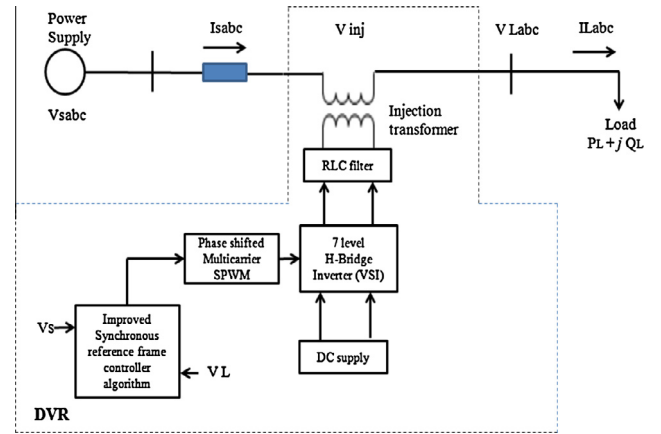 Power
Supply
Isabc
V inj
V Labc
ILabc
Vsabc
Injection
transformer
Load
PL + j QL
RLC filter
Phase shifted
Multicarrier
SPWM
7 level
H-Bridge
Inverter (VSI)
Vs
Improved
Synchronous
reference frame
controller
algorithm
V L
DC supply
DVR